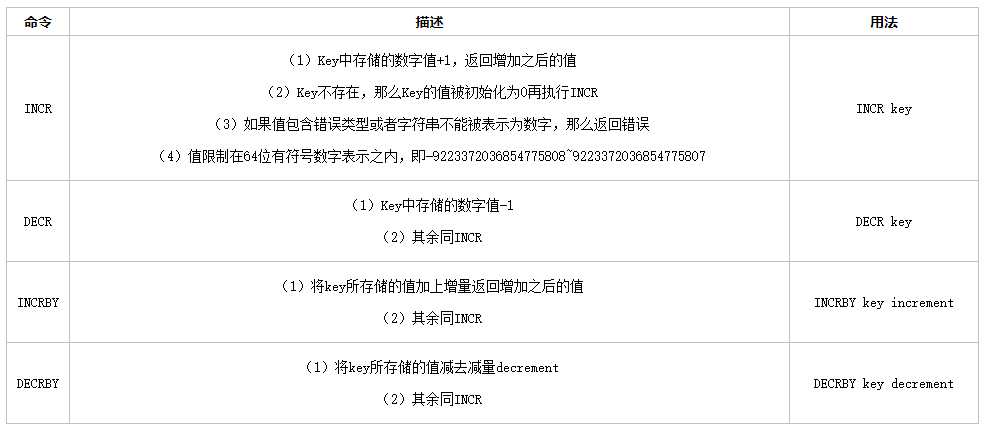 命令 描述 用法
（1）Key中存储的数字值+1，返回增加之后的值
（2）Key不存在，那么Key的值被初始化为0再执行INCR
INCR INCR key
（3）如果值包含错误类型或者字符串不能被表示为数字，那么返回错误
（4）值限制在64位有符号数字表示之内，即-9223372036854775808~9223372036854775807
（1）Key中存储的数字值-1
DECR DECR key
（2）其余同INCR
（1）将key所存储的值加上增量返回增加之后的值
INCRBY INCRBY key increment
（2）其余同INCR
（1）将key所存储的值减去减量decrement
DECRBY DECRBY key decrement
（2）其余同INCR